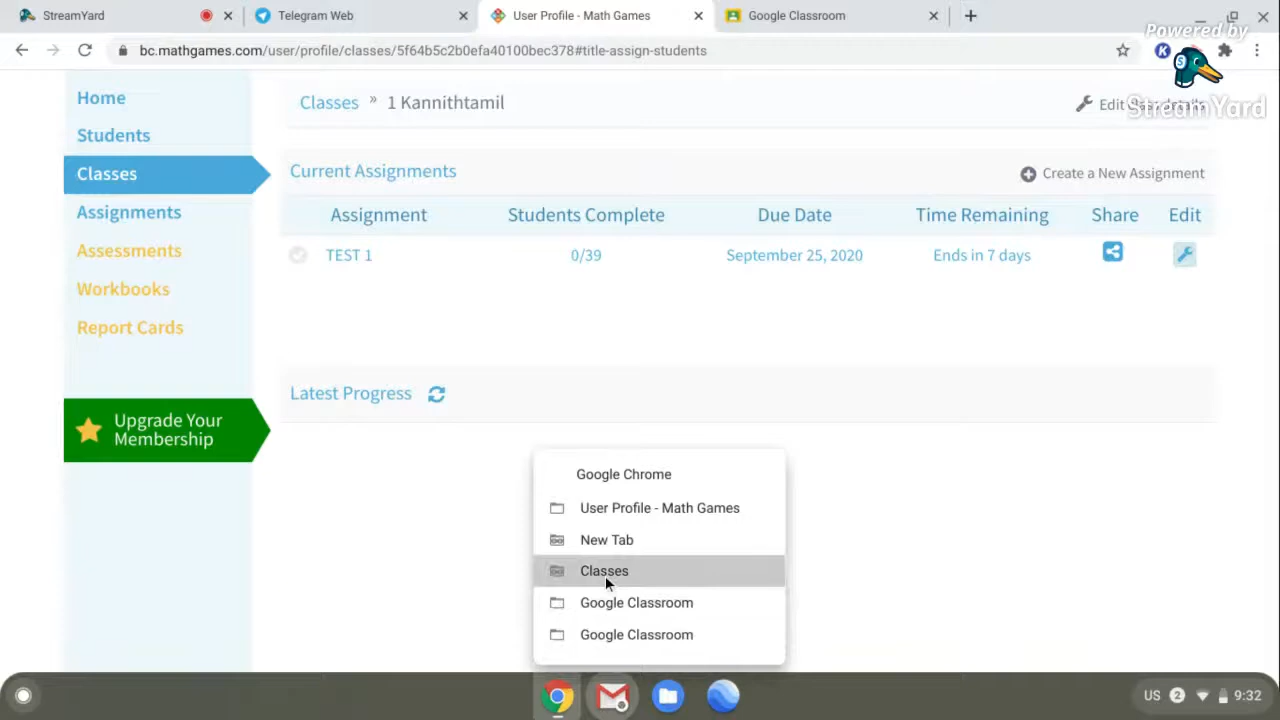 StreamYard
Telegram Web
User Profile - Math Games
Google Classroom
bc.mathgames.com/user/profile/classes/5f64b5c2b0efa40100bec378#title-assign-students
Powered by
StreamYard
Home
Students
Classes
Assignments
Assessments
Workbooks
Report Cards
Upgrade Your
Membership
Classes » 1 Kannithtamil
Edit Class details
Current Assignments
Create a New Assignment
Assignment Students Complete Due Date Time Remaining Share Edit
TEST 1 0/39 September 25, 2020 Ends in 7 days
Latest Progress
Google Chrome
User Profile - Math Games
New Tab
Classes
Google Classroom
Google Classroom
US 2 9:32